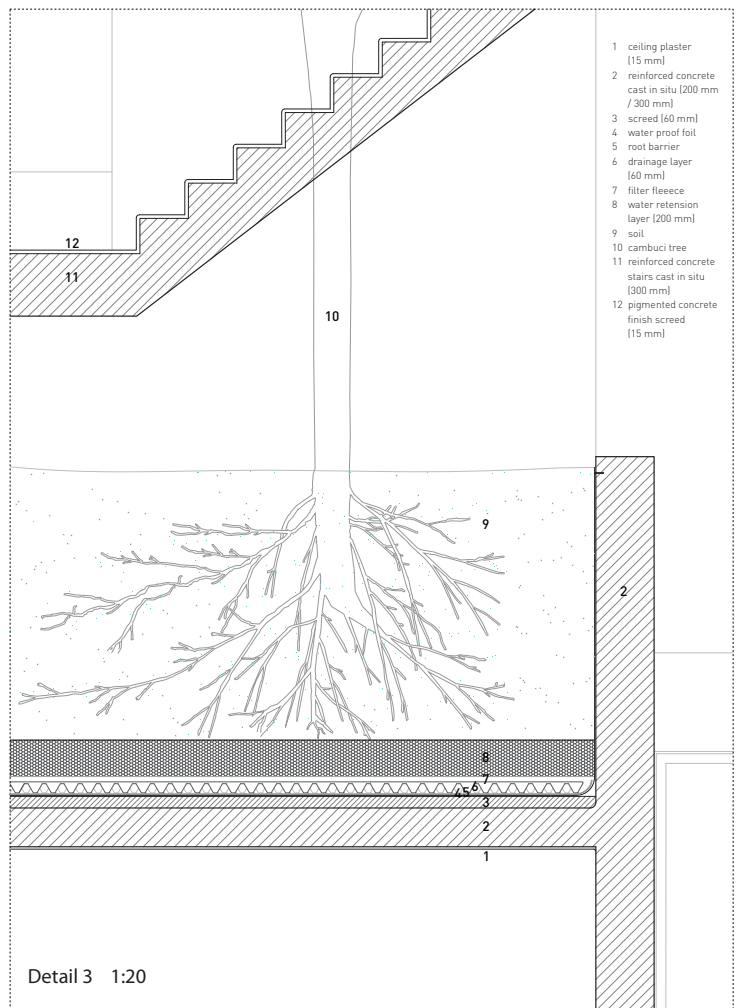 1 ceiling plaster
(15 mm)
2 reinforced concrete
cast in situ (200 mm
/ 300 mm)
3 screed (60 mm)
4 water proof foil
5 root barrier
6 drainage layer
(60 mm)
7 filter fleeece
8 water retension
layer (200 mm)
9 soil
10 cambuci tree
11 reinforced concrete
stairs cast in situ
(300 mm)
12 pigmented concrete
finish screed
(15 mm)
12
11
10
9
2
8
7
6
45
3
2
1
Detail 3 1:20